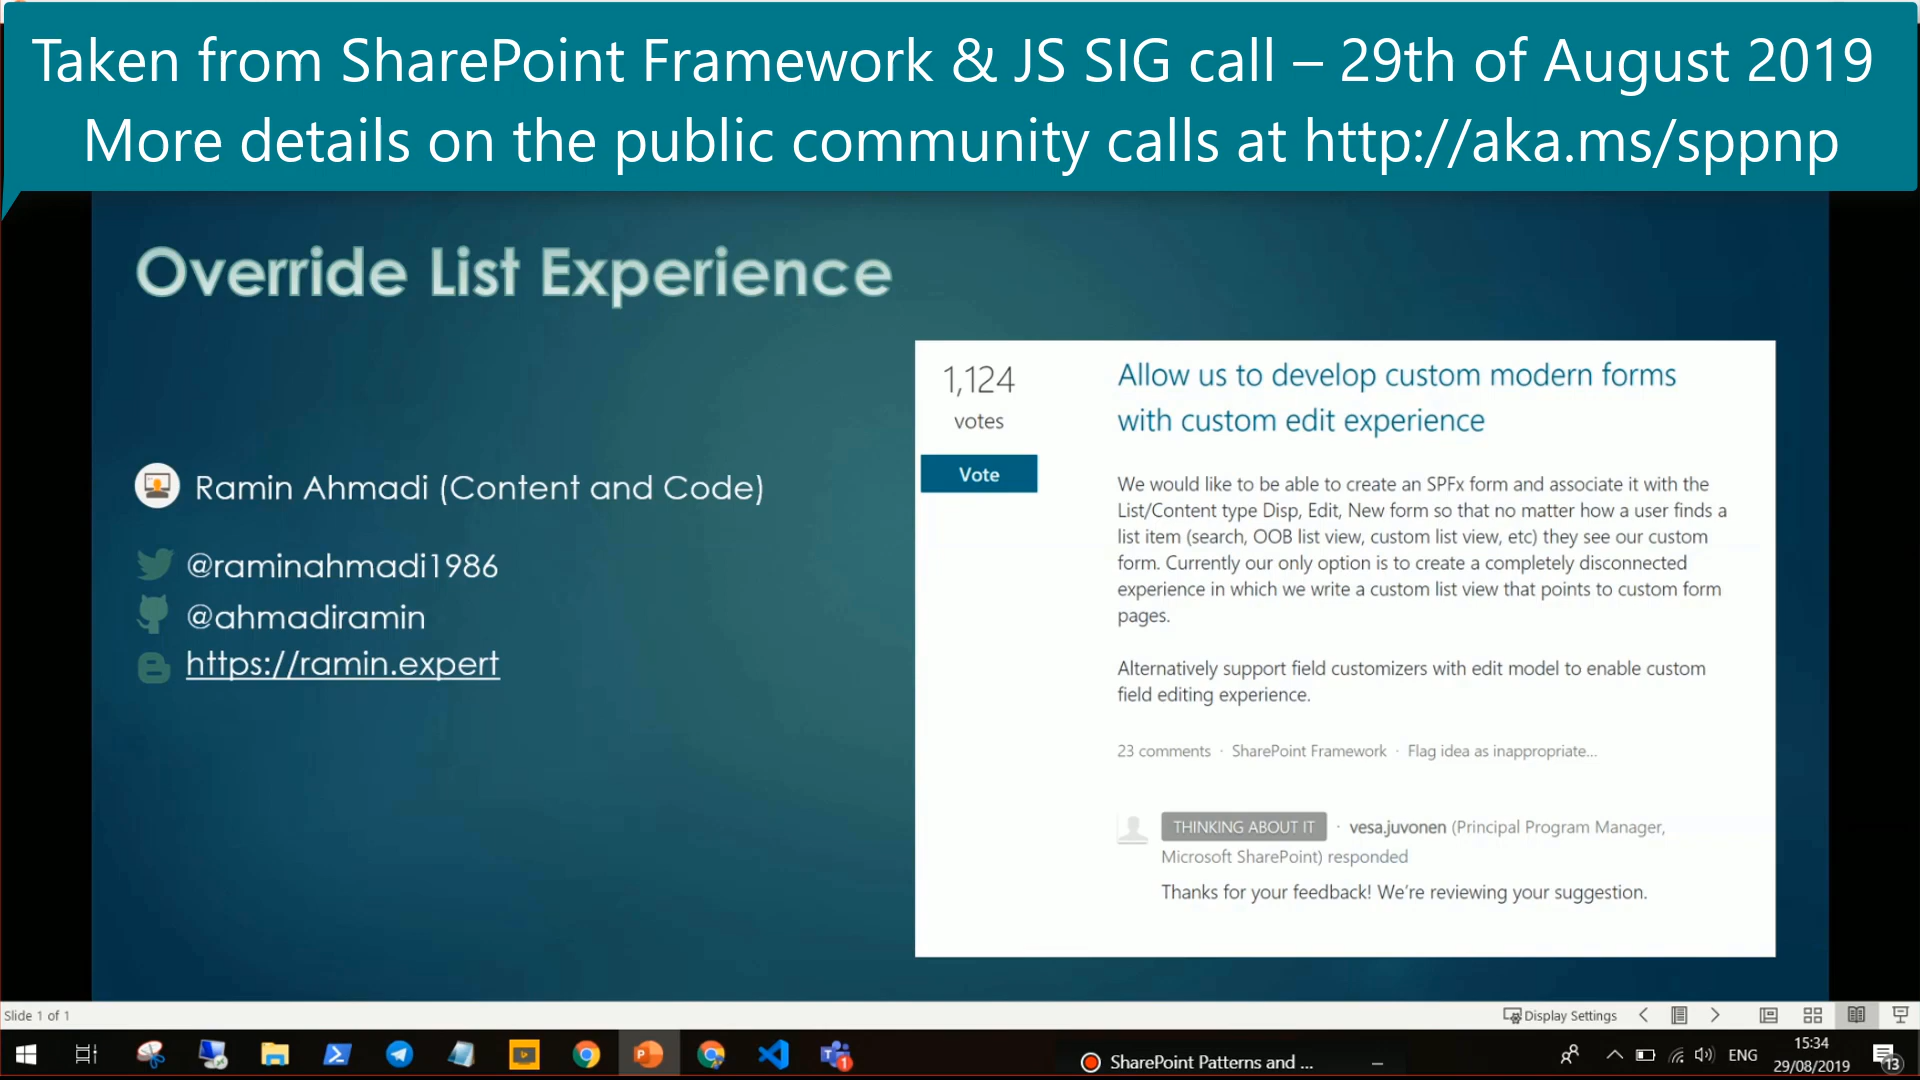 Taken from SharePoint Framework & JS SIG call – 29th of August 2019
More details on the public community calls at http://aka.ms/sppnp
Override List Experience
Ramin Ahmadi (Content and Code)
@raminahmadi1986
@ahmadiramin
https://ramin.expert
1,124
votes
Vote
Allow us to develop custom modern forms
with custom edit experience
We would like to be able to create an SPFx form and associate it with the
List/Content type Disp, Edit, New form so that no matter how a user finds a
list item (search, OOB list view, custom list view, etc) they see our custom
form. Currently our only option is to create a completely disconnected
experience in which we write a custom list view that points to custom form
pages.
Alternatively support field customizers with edit model to enable custom
field editing experience.
23 comments · SharePoint Framework · Flag idea as inappropriate...
THINKING ABOUT IT · vesa.juvonen (Principal Program Manager,
Microsoft SharePoint) responded
Thanks for your feedback! We're reviewing your suggestion.
Slide 1 of 1
Display Settings
SharePoint Patterns and ...
ENG
15:34
29/08/2019
13
1